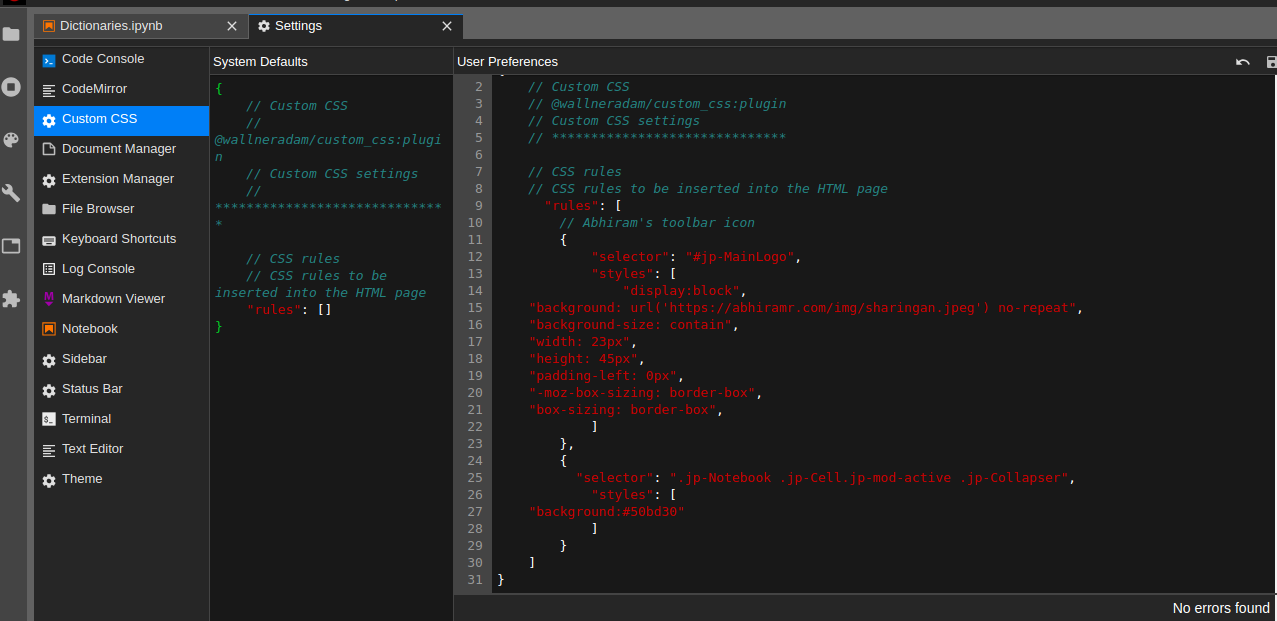 Dictionaries.ipynb
Settings
Code Console
CodeMirror
Custom CSS
Document Manager
Extension Manager
File Browser
Keyboard Shortcuts
Log Console
Markdown Viewer
Notebook
Sidebar
Status Bar
Terminal
Text Editor
Theme
System Defaults
{
// Custom CSS
//
@wallneradam/custom_css:plugi
n
// Custom CSS settings
//
*****************************
*
// CSS rules
// CSS rules to be
inserted into the HTML page
"rules": []
}
User Preferences
2 // Custom CSS
3 // @wallneradam/custom_css:plugin
4 // Custom CSS settings
5 // ******************************
6
7 // CSS rules
8 // CSS rules to be inserted into the HTML page
9 "rules": [
10 // Abhiram's toolbar icon
11 {
12 "selector": "#jp-MainLogo",
13 "styles": [
14 "display:block",
15 "background: url('https://abhiramr.com/img/sharingan.jpeg') no-repeat",
16 "background-size: contain",
17 "width: 23px",
18 "height: 45px",
19 "padding-left: 0px",
20 "-moz-box-sizing: border-box",
21 "box-sizing: border-box",
22 ]
23 },
24 {
25 "selector": ".jp-Notebook .jp-Cell.jp-mod-active .jp-Collapser",
26 "styles": [
27 "background:#50bd30"
28 ]
29 }
30 ]
31 }
No errors found